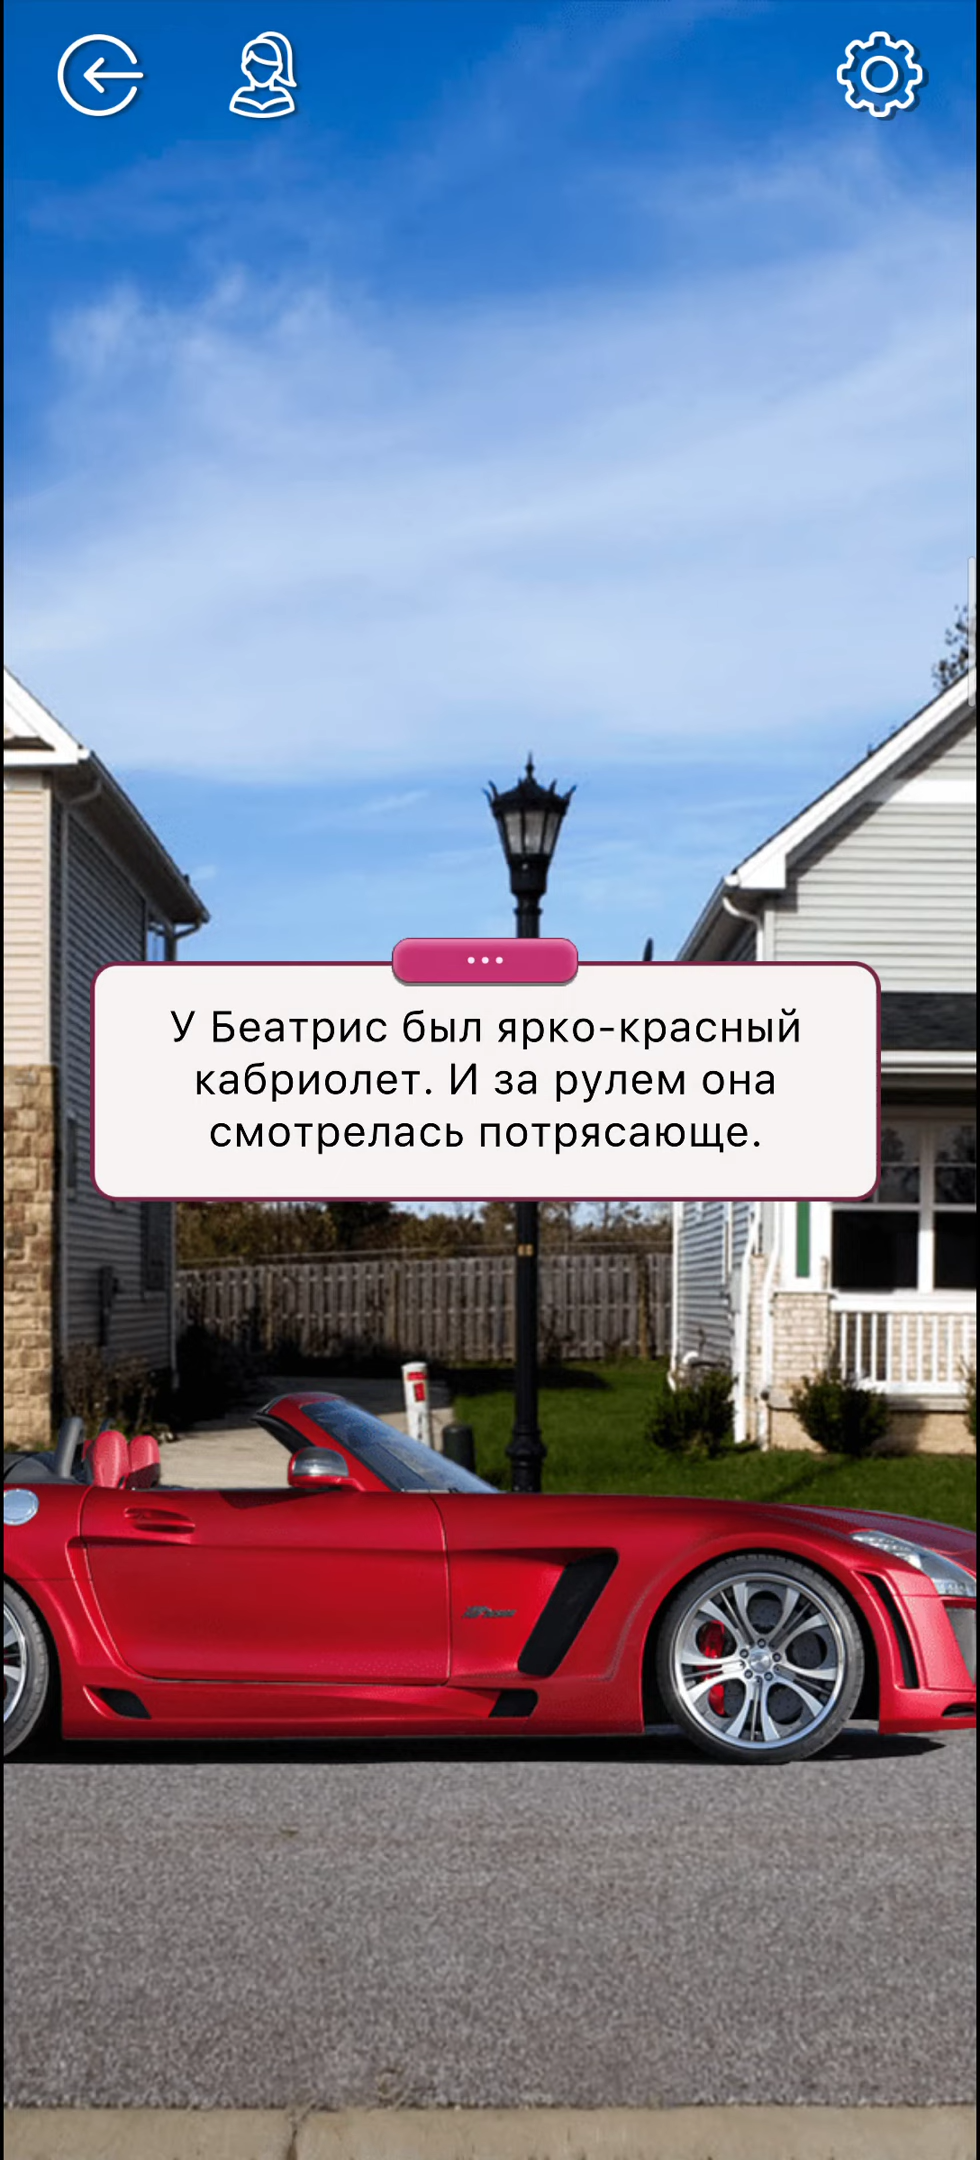 ...
У Беатрис был ярко-красный
кабриолет. И за рулем она
смотрелась потрясающе.